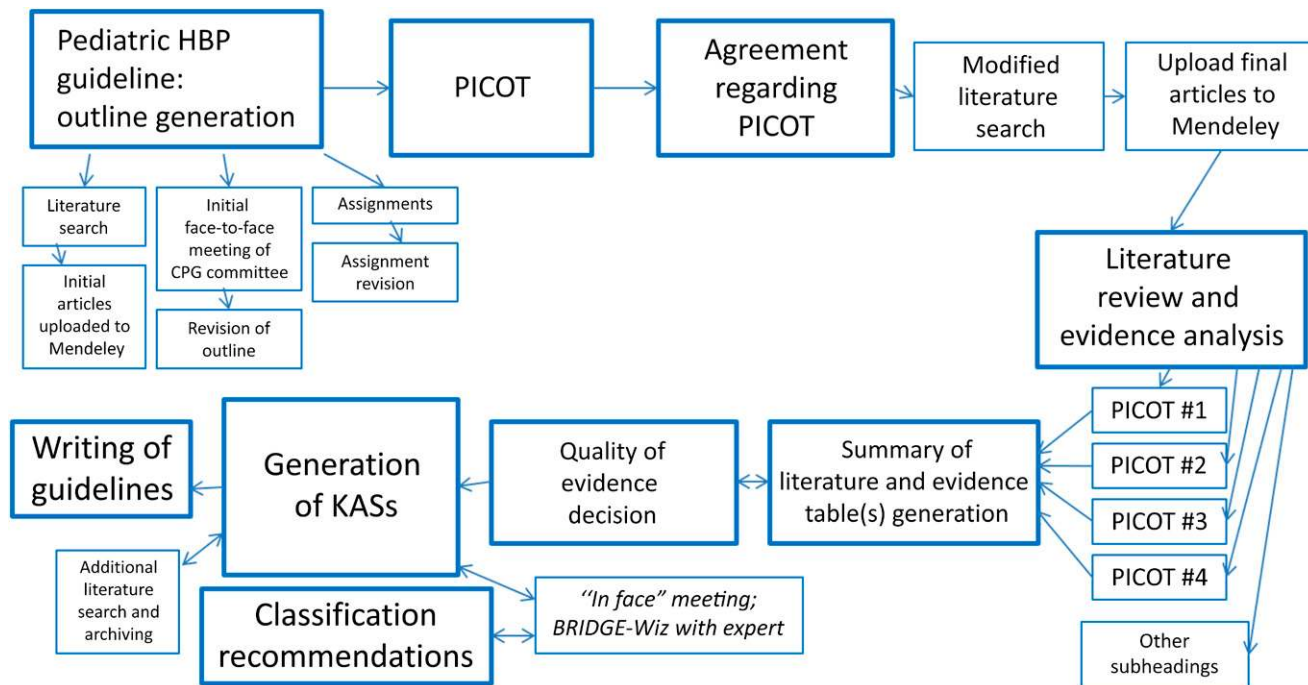 Pediatric HBP
guideline:
outline generation
PICOT
Agreement
regarding
PICOT
Modified
literature
search
Upload final
articles to
Mendeley
Literature
search
Initial
articles
uploaded to
Mendeley
Initial
face-to-face
meeting of
CPG committee
Revision of
outline
Assignments
Assignment
revision
Literature
review and
evidence analysis
PICOT #1
PICOT #2
PICOT #3
PICOT #4
Other
subheadings
Summary of
literature and evidence
table(s) generation
Quality of
evidence
decision
Generation
of KASs
Writing of
guidelines
Additional
literature
search and
archiving
“In face” meeting;
BRIDGE-Wiz with expert
Classification
recommendations